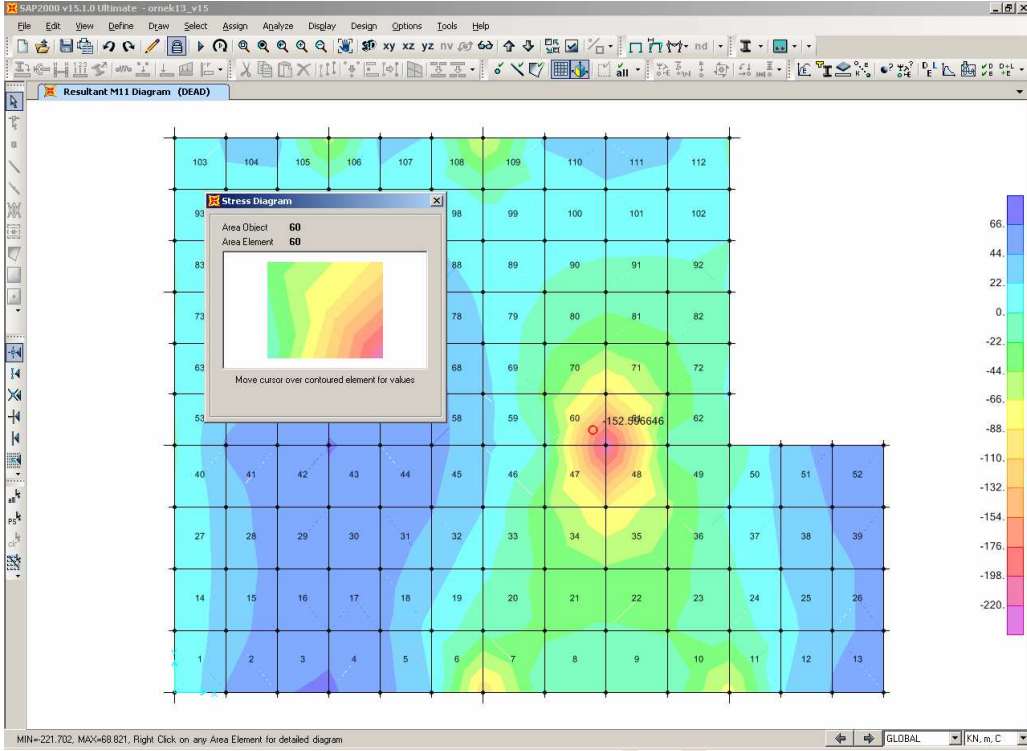 SAP2000 v15.1.0 Ultimate - ornek13_v15
File Edit View Define Draw Select Assign Analyze Display Design Options Tools Help
xy xz yz nv nd
all
Resultant M11 Diagram (DEAD)
103 104 105 106 107 108 109 110 111 112
Stress Diagram
Area Object 60
Area Element 60
Move cursor over contoured element for values
93 98 99 100 101 102
83 88 89 90 91 92
73 78 79 80 81 82
63 68 69 70 71 72
53 58 59 60 -152.596646 62
40 41 42 43 44 45 46 47 48 49 50 51 52
27 28 29 30 31 32 33 34 35 36 37 38 39
14 15 16 17 18 19 20 21 22 23 24 25 26
1 2 3 4 5 6 7 8 9 10 11 12 13
66.
44.
22.
0.
-22.
-44.
-66.
-88.
-110.
-132.
-154.
-176.
-198.
-220.
all
PS
clr
MIN=-221.702, MAX=68.821, Right Click on any Area Element for detailed diagram
GLOBAL
KN, m, C